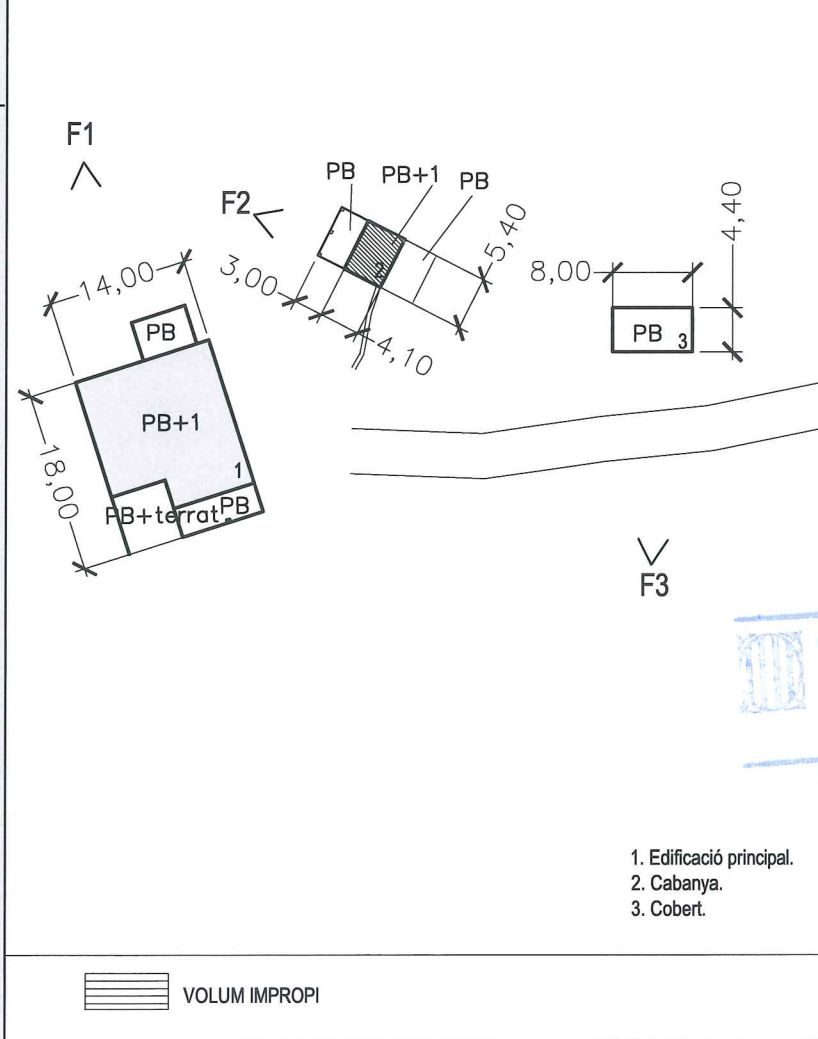 F1
PB PB+1 PB
F2
5,40
4,40
3,00
2
8,00
14,00
PB
PB 3
4,10
PB+1
18,00
1
PB+terrat
PB
F3
1. Edificació principal.
2. Cabanya.
3. Cobert.
VOLUM IMPROPI